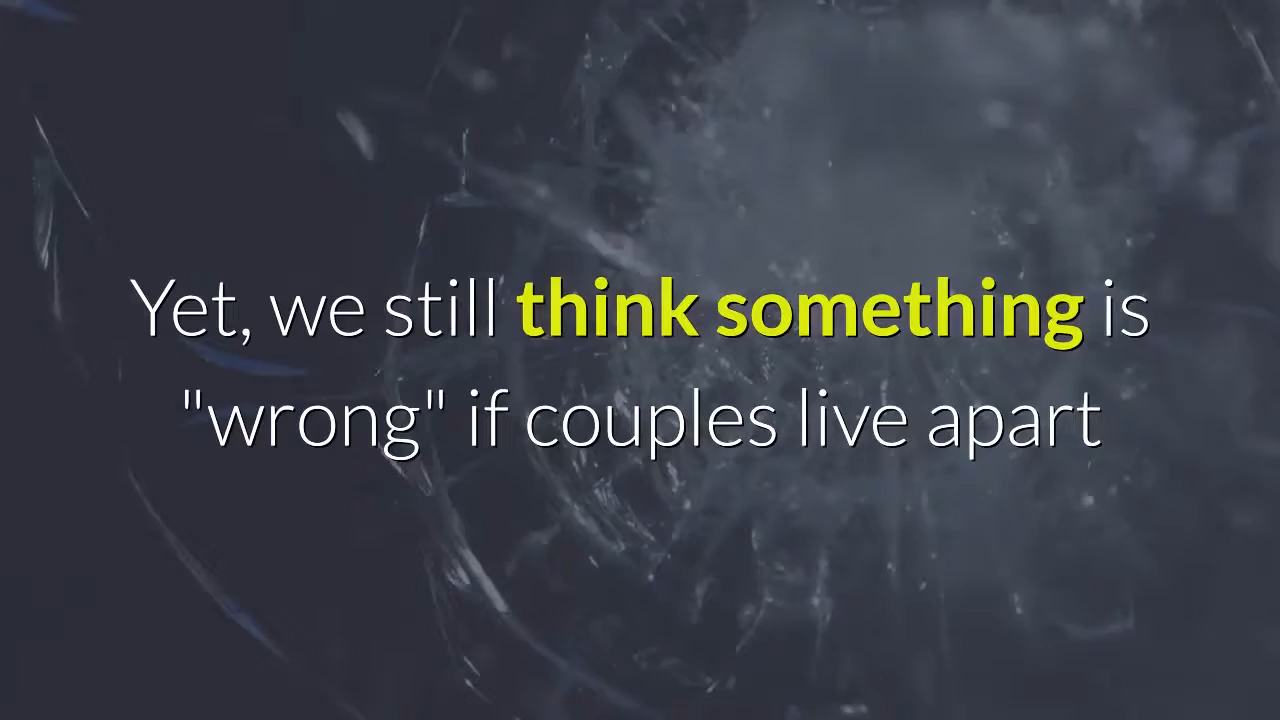 Yet, we still think something is
"wrong" if couples live apart